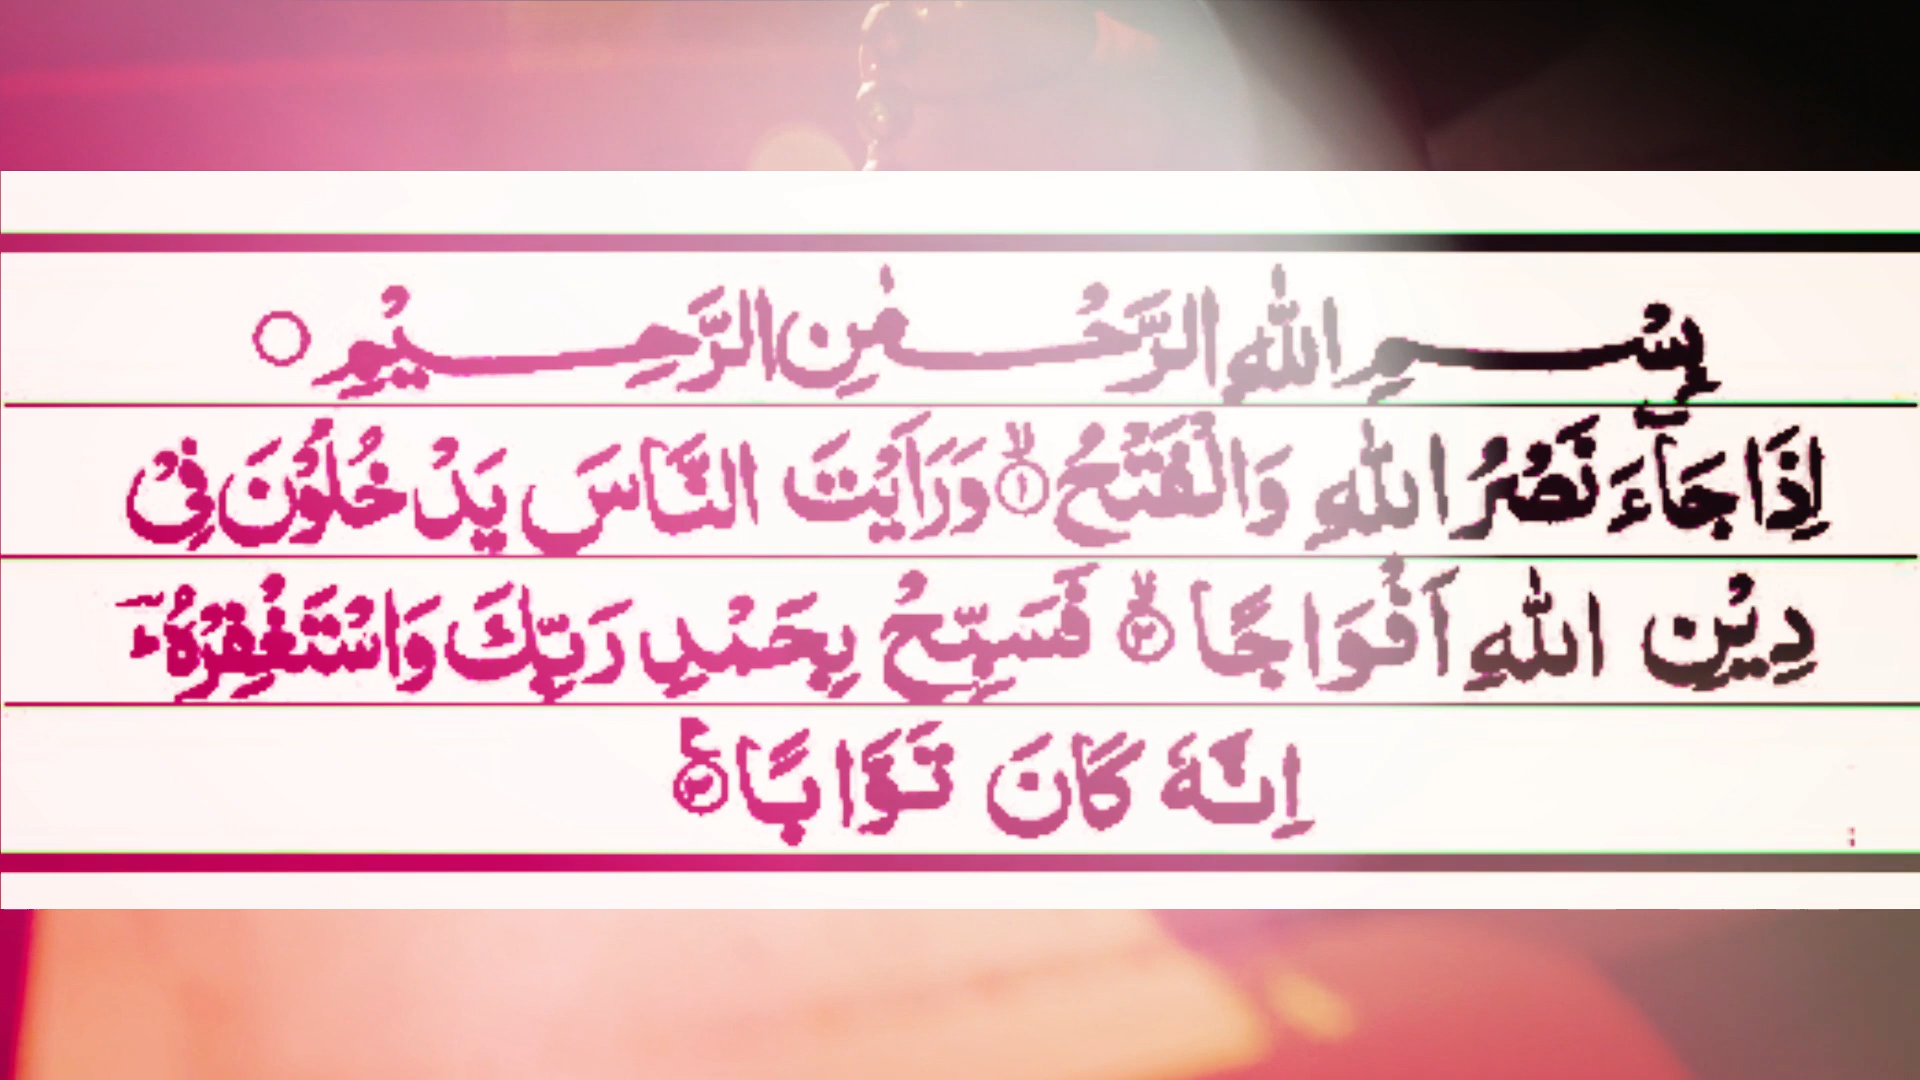 بِسْمِ اللّٰهِ الرَّحْمٰنِ الرَّحِيْمِ ○
اِذَا جَآءَ نَصْرُ اللّٰهِ وَالْفَتْحُ ۙ﴿۱﴾ وَرَاَيْتَ النَّاسَ يَدْخُلُوْنَ فِيْ
دِيْنِ اللّٰهِ اَفْوَاجًا ۙ﴿۲﴾ فَسَبِّحْ بِحَمْدِ رَبِّكَ وَاسْتَغْفِرْهُ ؔ
اِنَّهٗ كَانَ تَوَّابًا ﴿۳﴾ ع